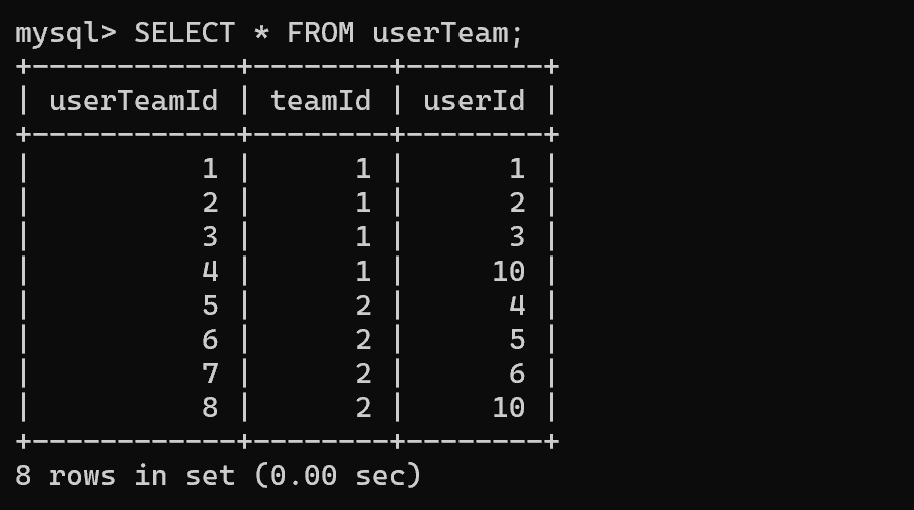 mysql> SELECT * FROM userTeam;
+------------+--------+--------+
| userTeamId | teamId | userId |
+------------+--------+--------+
|          1 |      1 |      1 |
|          2 |      1 |      2 |
|          3 |      1 |      3 |
|          4 |      1 |     10 |
|          5 |      2 |      4 |
|          6 |      2 |      5 |
|          7 |      2 |      6 |
|          8 |      2 |     10 |
+------------+--------+--------+
8 rows in set (0.00 sec)